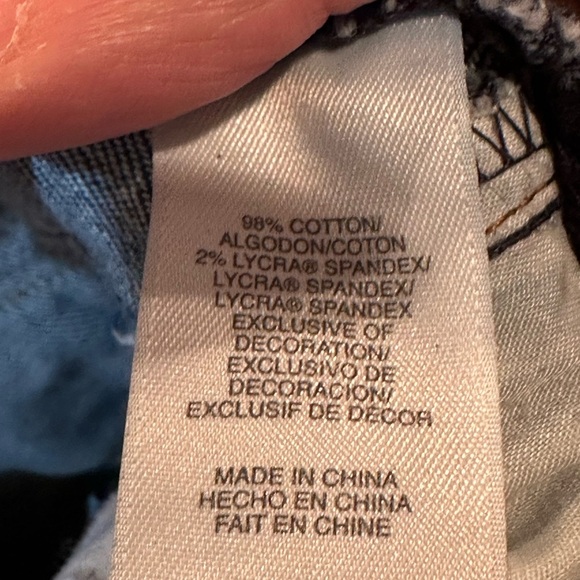 98% COTTON/
ALGODON/COTON
2% LYCRA® SPANDEX/
LYCRA® SPANDEX/
LYCRA® SPANDEX
EXCLUSIVE OF
DECORATION/
EXCLUSIVO DE
DECORACION/
EXCLUSIF DE DECOR
MADE IN CHINA
HECHO EN CHINA
FAIT EN CHINE